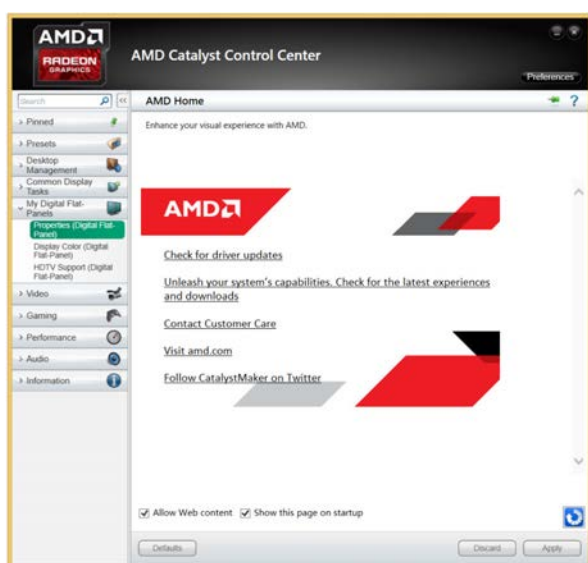 AMD
RADEON
GRAPHICS
AMD Catalyst Control Center
Preferences
Search
AMD Home
Pinned
Presets
Desktop
Management
Common Display
Tasks
My Digital Flat-
Panels
Properties (Digital Flat-
Panel)
Display Color (Digital
Flat-Panel)
HDTV Support (Digital
Flat-Panel)
Video
Gaming
Performance
Audio
Information
Enhance your visual experience with AMD.
AMD
Check for driver updates
Unleash your system's capabilities. Check for the latest experiences
and downloads
Contact Customer Care
Visit amd.com
Follow CatalystMaker on Twitter
Allow Web content
Show this page on startup
Defaults
Discard
Apply